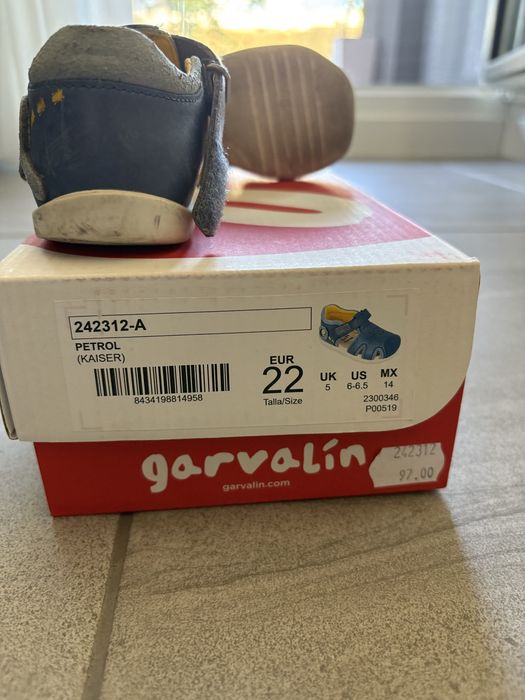 242312-A
PETROL
(KAISER)
8434198814958
EUR
22
Talla/Size
UK US MX
5 6-6.5 14
2300346
P00519
garvalín
garvalin.com
242312
97.00